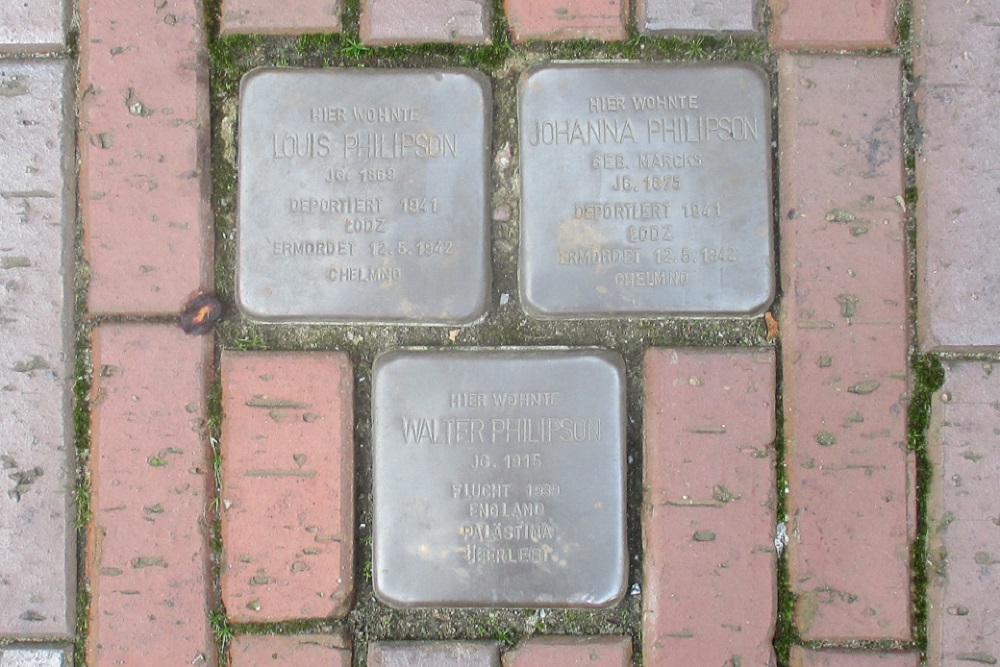 HIER WOHNTE
LOUIS PHILIPSON
JG. 1869
DEPORTIERT 1941
ŁODZ
ERMORDET 12.5.1942
CHELMNO
HIER WOHNTE
JOHANNA PHILIPSON
GEB. MARCKS
JG. 1875
DEPORTIERT 1941
ŁODZ
ERMORDET 12.5.1942
CHELMNO
HIER WOHNTE
WALTER PHILIPSON
JG. 1915
FLUCHT 1939
ENGLAND
PALÄSTINA
ÜBERLEBT